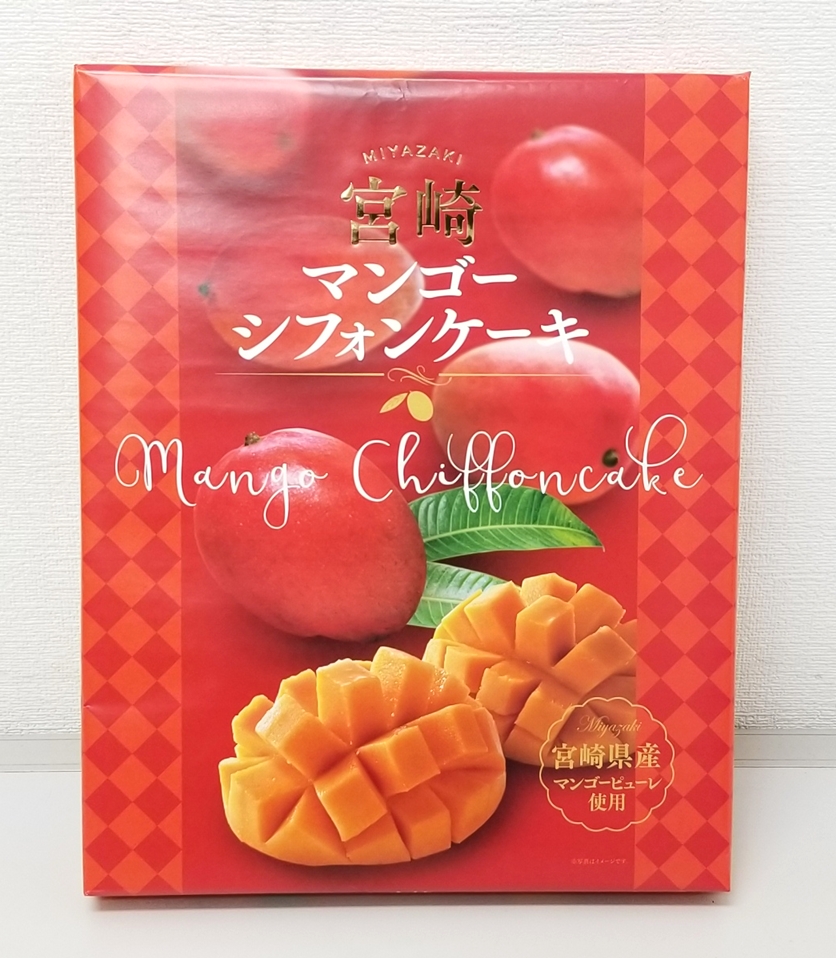 MIYAZAKI
宮崎
マンゴー
シフォンケーキ
Mango Chiffoncake
Miyazaki
宮崎県産
マンゴーピューレ
使用